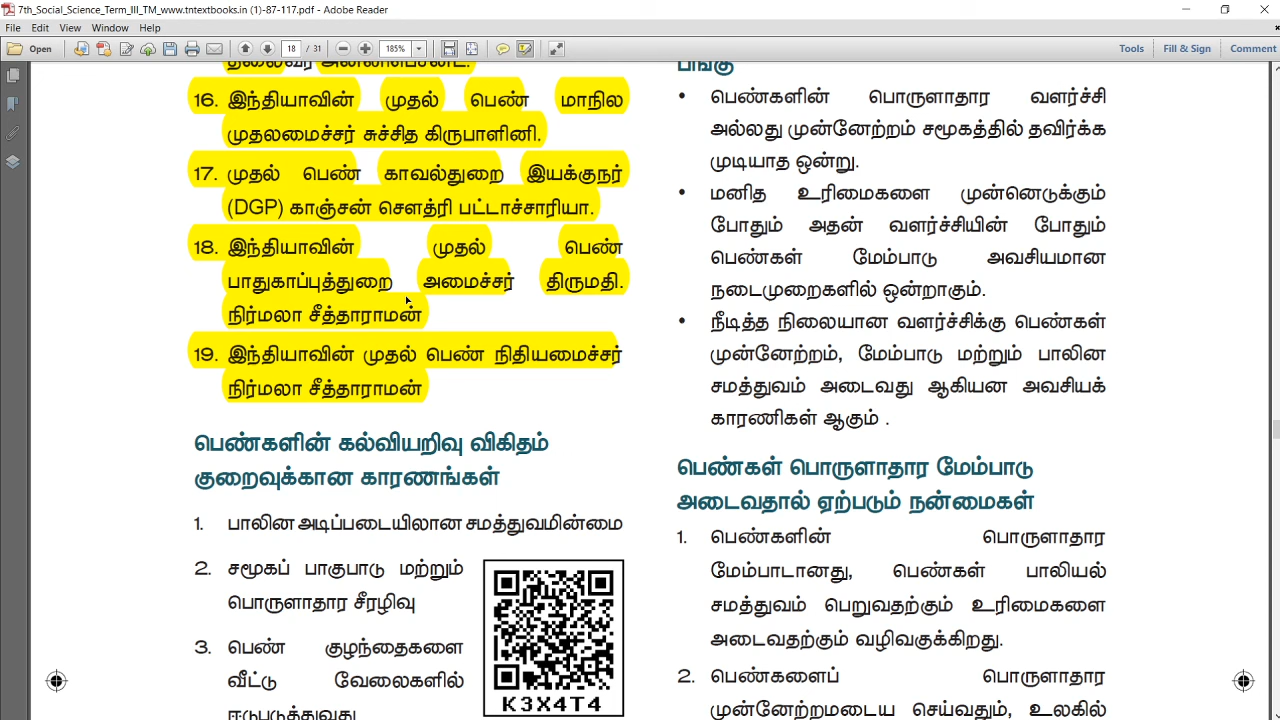 7th_Social_Science_Term_III_TM_www.tntextbooks.in (1)-87-117.pdf - Adobe Reader
File Edit View Window Help
Open 18 / 31 185% Tools Fill & Sign Comment
16. இந்தியாவின் முதல் பெண் மாநில
முதலமைச்சர் சுச்சித கிருபாளினி.
17. முதல் பெண் காவல்துறை இயக்குநர்
(DGP) காஞ்சன் சௌத்ரி பட்டாச்சாரியா.
18. இந்தியாவின் முதல் பெண்
பாதுகாப்புத்துறை அமைச்சர் திருமதி.
நிர்மலா சீத்தாராமன்
19. இந்தியாவின் முதல் பெண் நிதியமைச்சர்
நிர்மலா சீத்தாராமன்
பெண்களின் கல்வியறிவு விகிதம்
குறைவுக்கான காரணங்கள்
1. பாலின அடிப்படையிலான சமத்துவமின்மை
2. சமூகப் பாகுபாடு மற்றும்
பொருளாதார சீரழிவு
3. பெண் குழந்தைகளை
வீட்டு வேலைகளில்
ஈடுபடுத்துவது
K3X4T4
பங்கு
• பெண்களின் பொருளாதார வளர்ச்சி
அல்லது முன்னேற்றம் சமூகத்தில் தவிர்க்க
முடியாத ஒன்று.
• மனித உரிமைகளை முன்னெடுக்கும்
போதும் அதன் வளர்ச்சியின் போதும்
பெண்கள் மேம்பாடு அவசியமான
நடைமுறைகளில் ஒன்றாகும்.
• நீடித்த நிலையான வளர்ச்சிக்கு பெண்கள்
முன்னேற்றம், மேம்பாடு மற்றும் பாலின
சமத்துவம் அடைவது ஆகியன அவசியக்
காரணிகள் ஆகும் .
பெண்கள் பொருளாதார மேம்பாடு
அடைவதால் ஏற்படும் நன்மைகள்
1. பெண்களின் பொருளாதார
மேம்பாடானது, பெண்கள் பாலியல்
சமத்துவம் பெறுவதற்கும் உரிமைகளை
அடைவதற்கும் வழிவகுக்கிறது.
2. பெண்களைப் பொருளாதார
முன்னேற்றமடைய செய்வதும், உலகில்